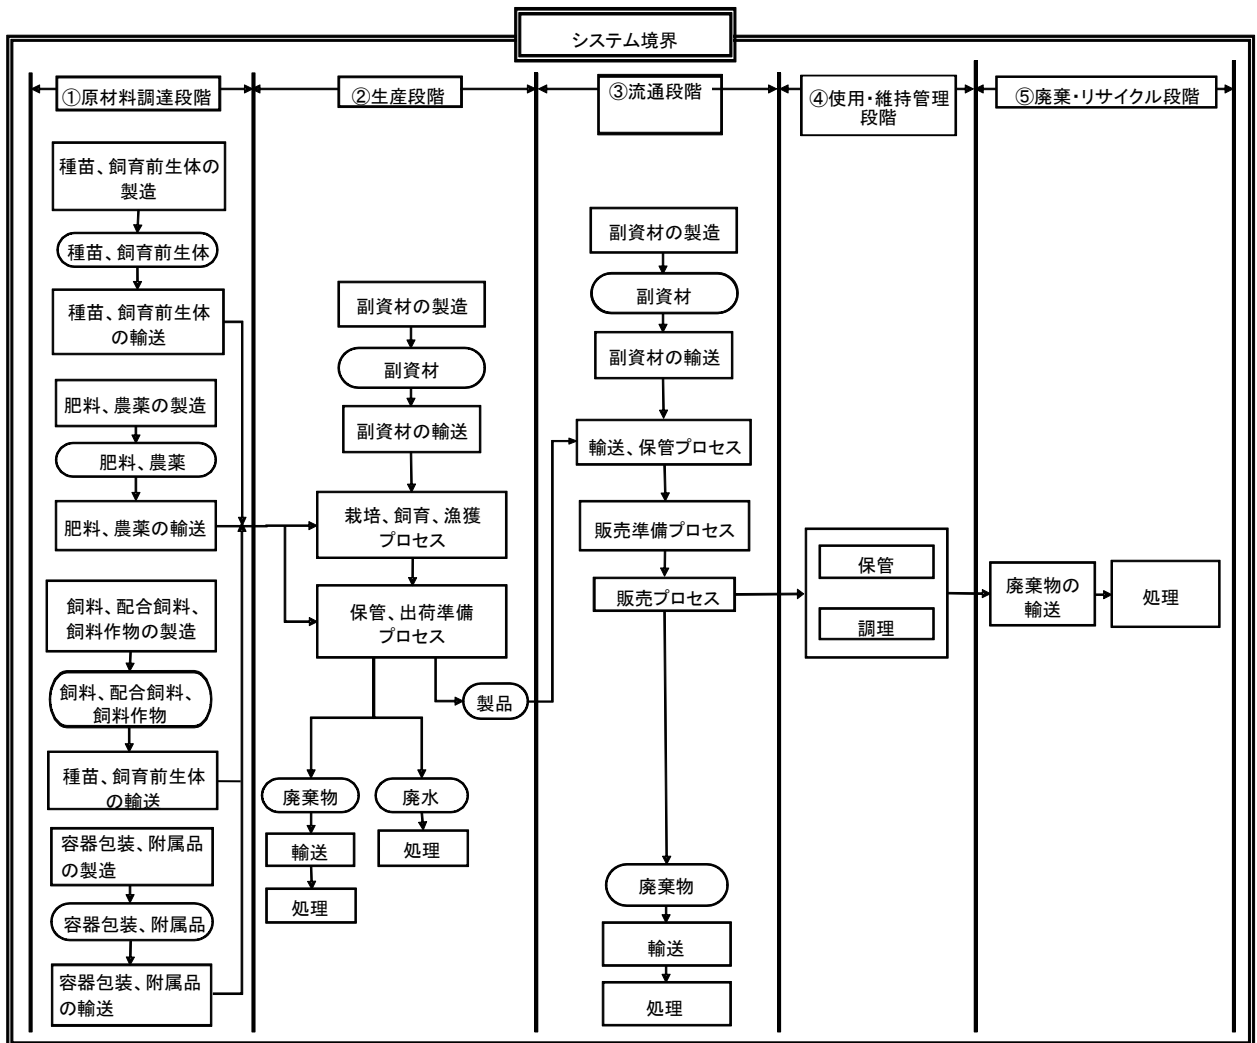 システム境界
①原材料調達段階
②生産段階
③流通段階
④使用・維持管理
段階
⑤廃棄・リサイクル段階
種苗、飼育前生体の
製造
種苗、飼育前生体
種苗、飼育前生体
の輸送
肥料、農薬の製造
肥料、農薬
肥料、農薬の輸送
飼料、配合飼料、
飼料作物の製造
飼料、配合飼料、
飼料作物
種苗、飼育前生体
の輸送
容器包装、附属品
の製造
容器包装、附属品
容器包装、附属品
の輸送
副資材の製造
副資材
副資材の輸送
栽培、飼育、漁獲
プロセス
保管、出荷準備
プロセス
製品
廃棄物
輸送
処理
廃水
処理
副資材の製造
副資材
副資材の輸送
輸送、保管プロセス
販売準備プロセス
販売プロセス
廃棄物
輸送
処理
保管
調理
廃棄物の
輸送
処理